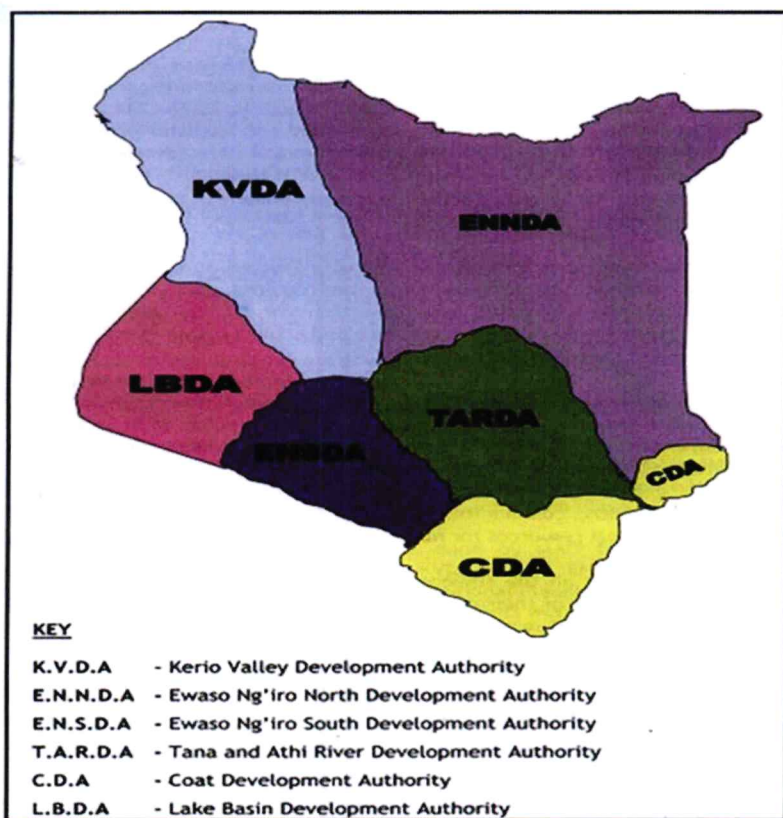 KVDA
ENNDA
LBDA
TARDA
ENSDA
CDA
CDA
KEY
K.V.D.A - Kerio Valley Development Authority
E.N.N.D.A - Ewaso Ng'iro North Development Authority
E.N.S.D.A - Ewaso Ng'iro South Development Authority
T.A.R.D.A - Tana and Athi River Development Authority
C.D.A - Coat Development Authority
L.B.D.A - Lake Basin Development Authority